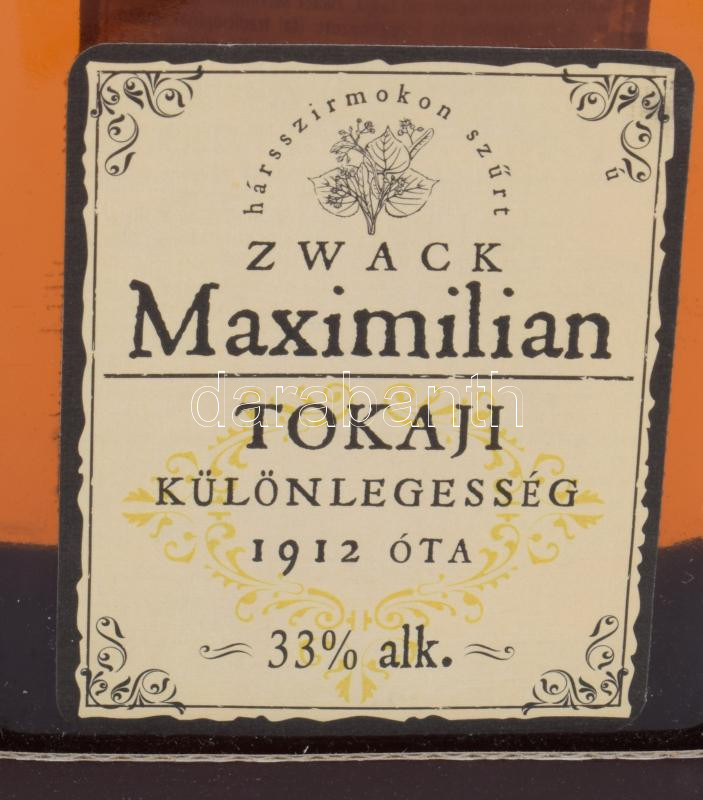 hársszirmokon szűrt
ú
ZWACK
Maximilian
darabanth
TOKAJI
KÜLÖNLEGESSÉG
1912 ÓTA
33% alk.